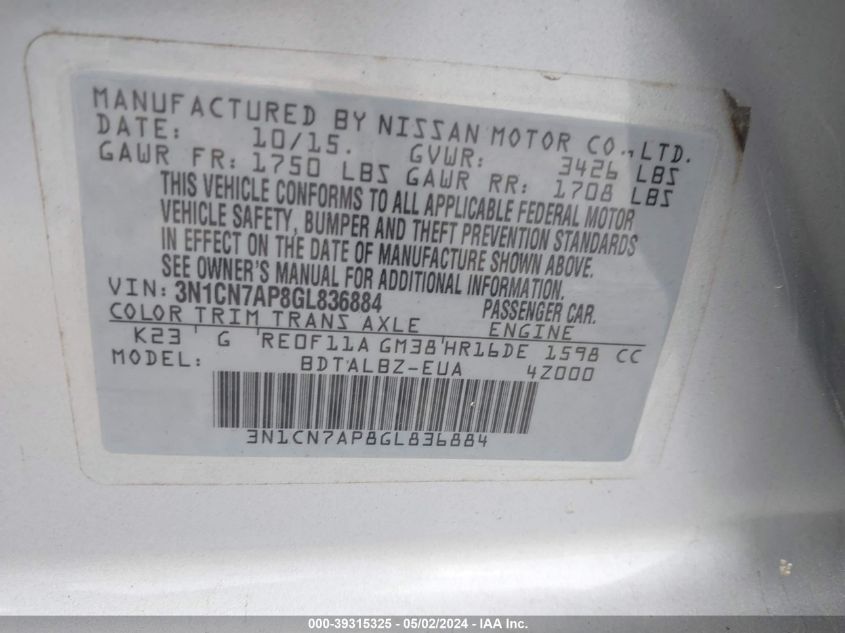 MANUFACTURED BY NISSAN MOTOR CO., LTD.
DATE: 10/15. GVWR: 3426 LBS
GAWR FR: 1750 LBS GAWR RR: 1708 LBS
THIS VEHICLE CONFORMS TO ALL APPLICABLE FEDERAL MOTOR
VEHICLE SAFETY, BUMPER AND THEFT PREVENTION STANDARDS
IN EFFECT ON THE DATE OF MANUFACTURE SHOWN ABOVE.
SEE OWNER'S MANUAL FOR ADDITIONAL INFORMATION.
VIN: 3N1CN7AP8GL836884 PASSENGER CAR.
COLOR TRIM TRANS AXLE ENGINE
K23 G RE0F11A GM38 HR16DE 1598 CC
MODEL: BDTALBZ-EUA 4Z000
3N1CN7AP8GL836884
000-39315325 - 05/02/2024 - IAA Inc.